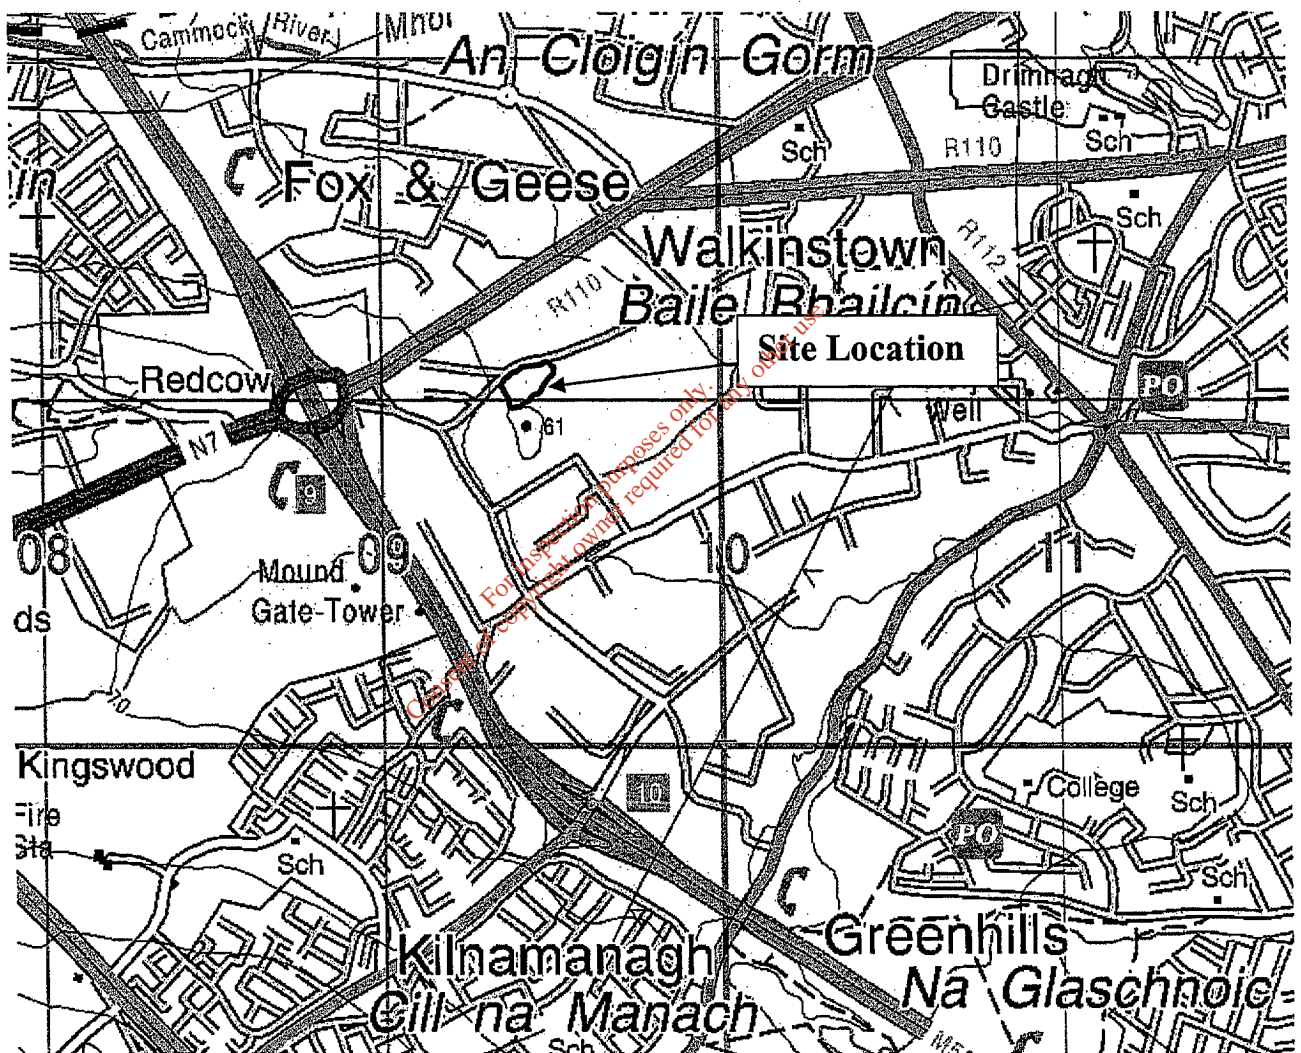 Cammock River
An Cloigín Gorm
Drimnagh
Castle
Sch
Sch
R110
Fox & Geese
Sch
Walkinstown
R112
R110
Baile Bhailcín
Site Location
Redcow
PO
Well
N7
61
9
08
09
10
11
Mound
Gate-Tower
ds
For inspection purposes only.
Consent of copyright owner required for any other use.
70
Kingswood
Fire
Sta
10
College
Sch
PO
Sch
Sch
Kilnamanagh
Greenhills
Cill na Manach
Na Glaschnoic
Sch